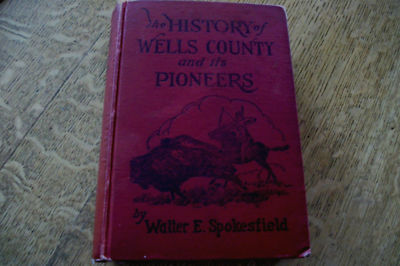 the HISTORY of
WELLS COUNTY
and its
PIONEERS
by
Walter E. Spokesfield